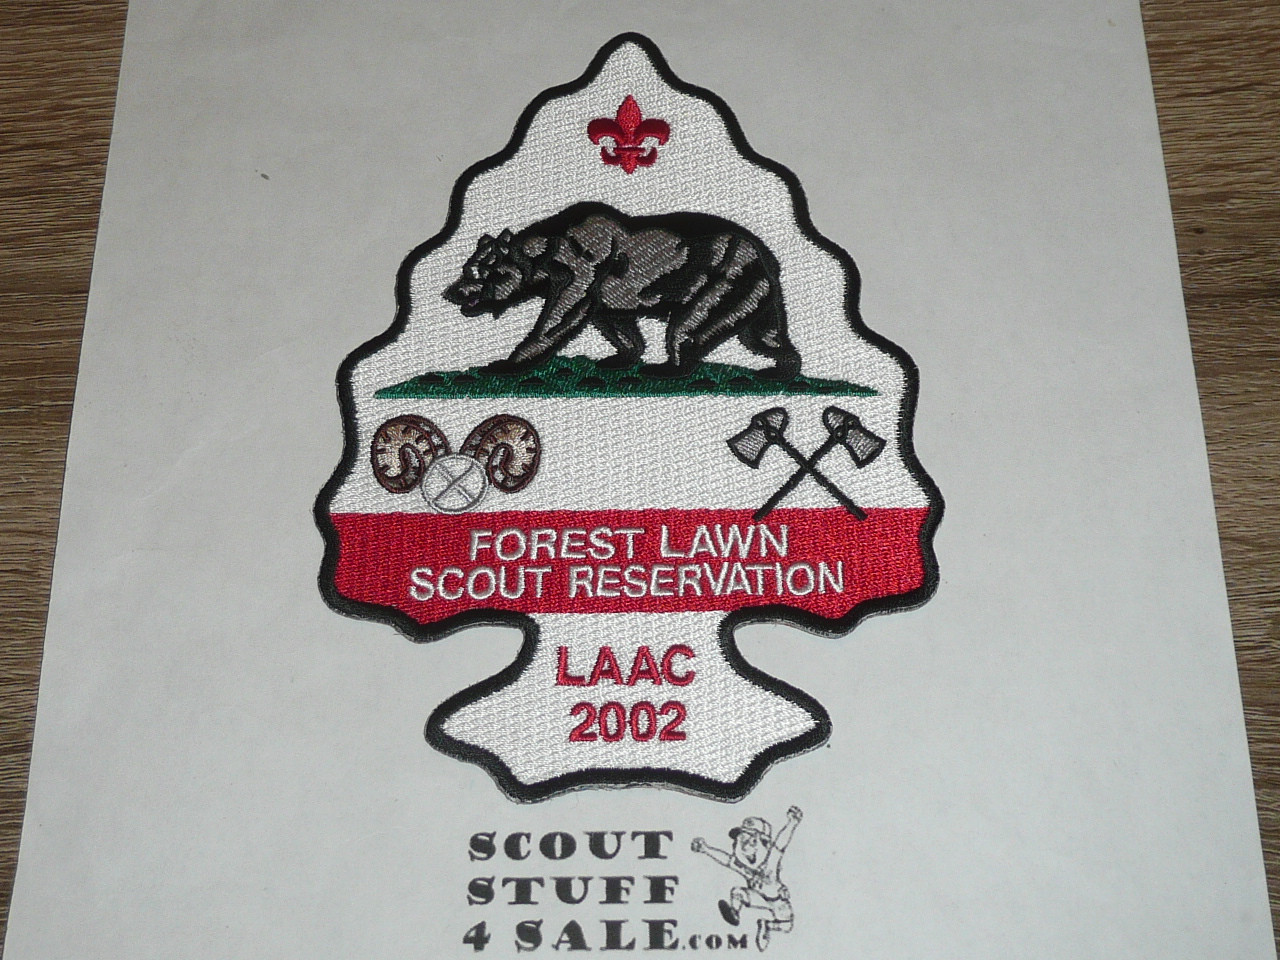 FOREST LAWN
SCOUT RESERVATION
LAAC
2002
SCOUT
STUFF
4 SALE.COM